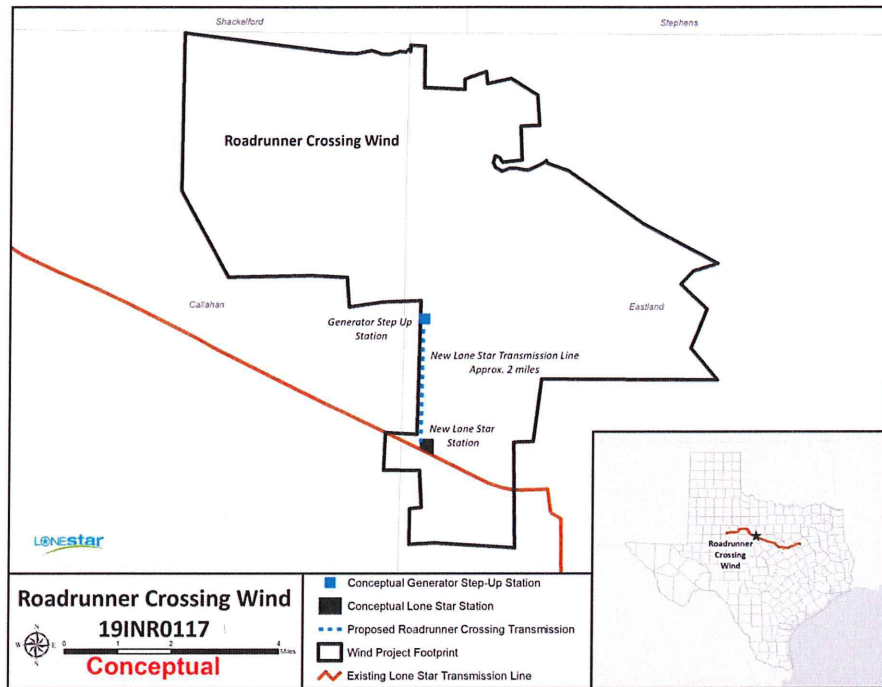 Shackelford
Stephens
Roadrunner Crossing Wind
Callahan
Eastland
Generator Step Up
Station
New Lone Star Transmission Line
Approx. 2 miles
New Lone Star
Station
LONESTAR
Roadrunner
Crossing
Wind
Roadrunner Crossing Wind
19INR0117
N
W
E
S
0
1
2
4
Miles
Conceptual
Conceptual Generator Step-Up Station
Conceptual Lone Star Station
Proposed Roadrunner Crossing Transmission
Wind Project Footprint
Existing Lone Star Transmission Line